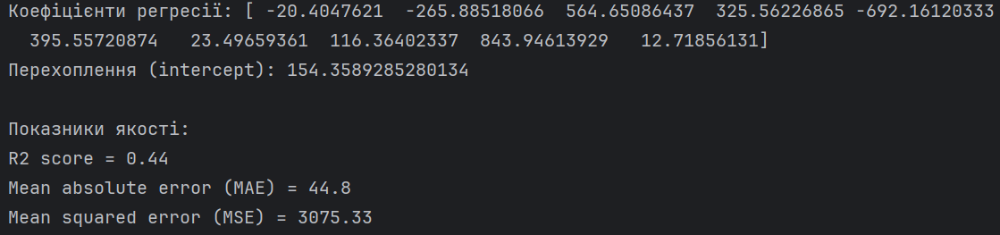 Коефіцієнти регресії: [ -20.4047621  -265.88518066  564.65086437  325.56226865 -692.16120333
  395.55720874   23.49659361  116.36402337  843.94613929   12.71856131]
Перехоплення (intercept): 154.3589285280134
Показники якості:
R2 score = 0.44
Mean absolute error (MAE) = 44.8
Mean squared error (MSE) = 3075.33